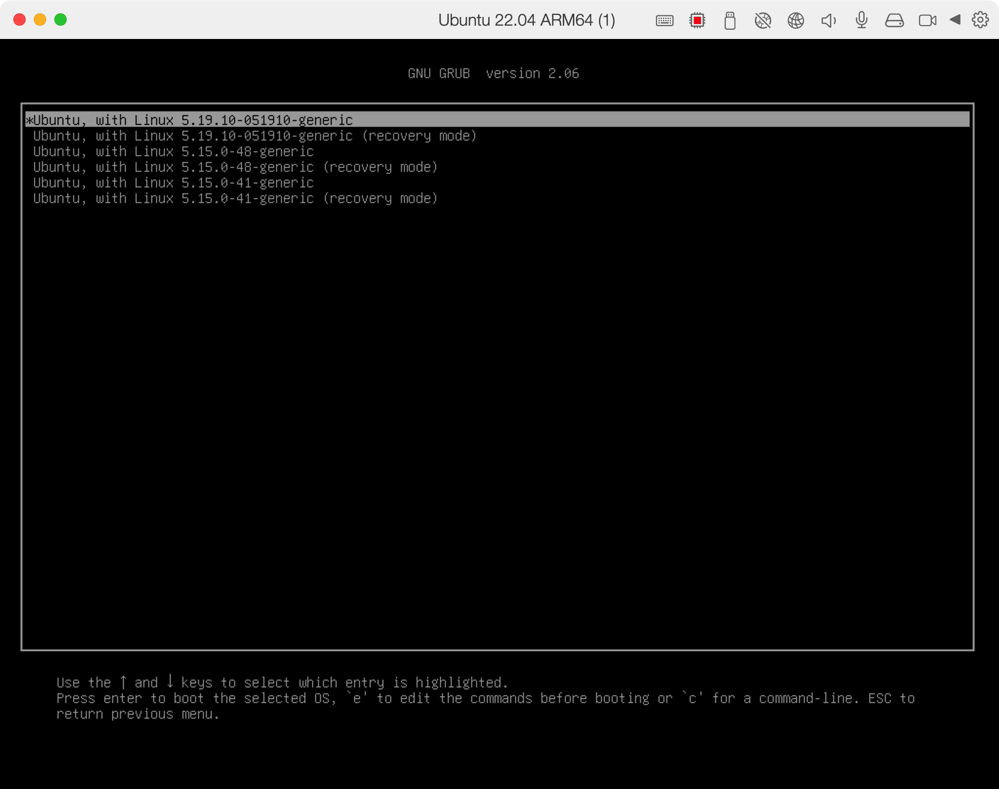 Ubuntu 22.04 ARM64 (1)
GNU GRUB  version 2.06
*Ubuntu, with Linux 5.19.10-051910-generic
Ubuntu, with Linux 5.19.10-051910-generic (recovery mode)
Ubuntu, with Linux 5.15.0-48-generic
Ubuntu, with Linux 5.15.0-48-generic (recovery mode)
Ubuntu, with Linux 5.15.0-41-generic
Ubuntu, with Linux 5.15.0-41-generic (recovery mode)
Use the ↑ and ↓ keys to select which entry is highlighted.
Press enter to boot the selected OS, `e' to edit the commands before booting or `c' for a command-line. ESC to
return previous menu.